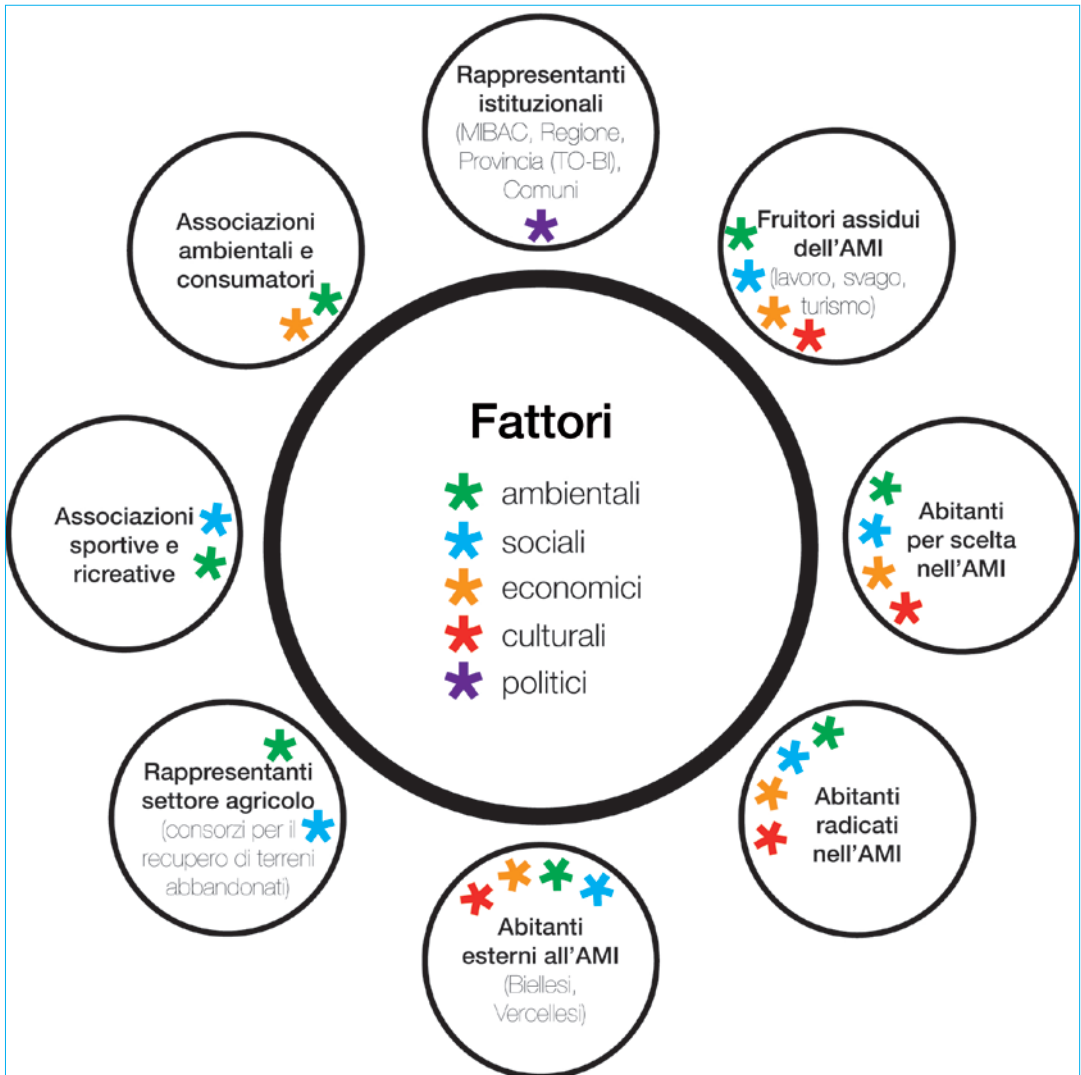 Rappresentanti
istituzionali
(MIBAC, Regione,
Provincia (TO-BI),
Comuni
Fruitori assidui
dell'AMI
(lavoro, svago,
turismo)
Abitanti
per scelta
nell'AMI
Abitanti
radicati
nell'AMI
Abitanti
esterni all'AMI
(Biellesi,
Vercellesi)
Rappresentanti
settore agricolo
(consorzi per il
recupero di terreni
abbandonati)
Associazioni
sportive e
ricreative
Associazioni
ambientali e
consumatori
Fattori
ambientali
sociali
economici
culturali
politici